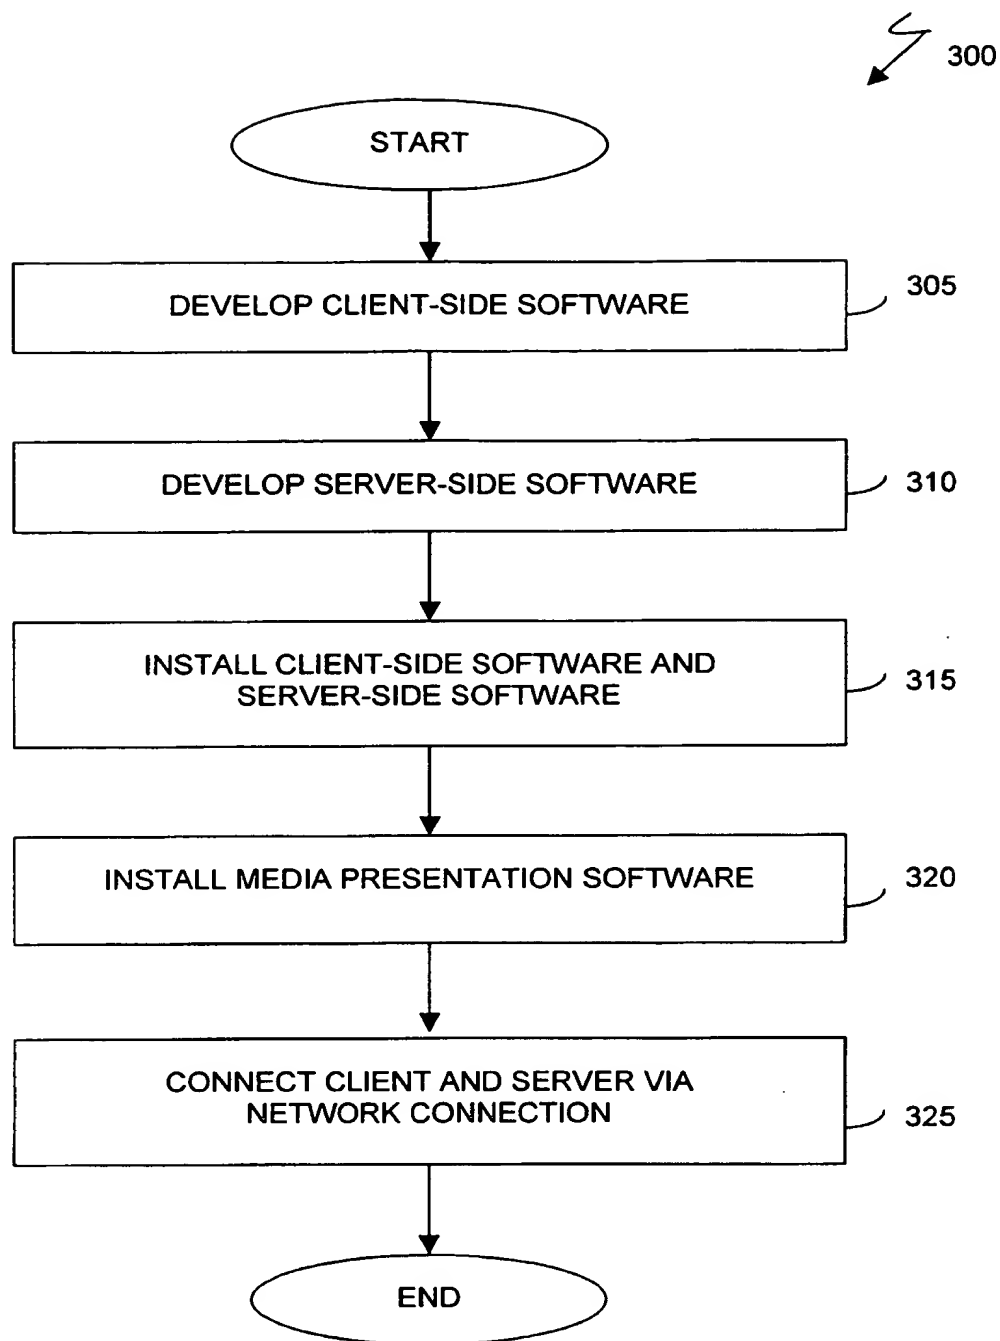 300
START
DEVELOP CLIENT-SIDE SOFTWARE
305
DEVELOP SERVER-SIDE SOFTWARE
310
INSTALL CLIENT-SIDE SOFTWARE AND
SERVER-SIDE SOFTWARE
315
INSTALL MEDIA PRESENTATION SOFTWARE
320
CONNECT CLIENT AND SERVER VIA
NETWORK CONNECTION
325
END